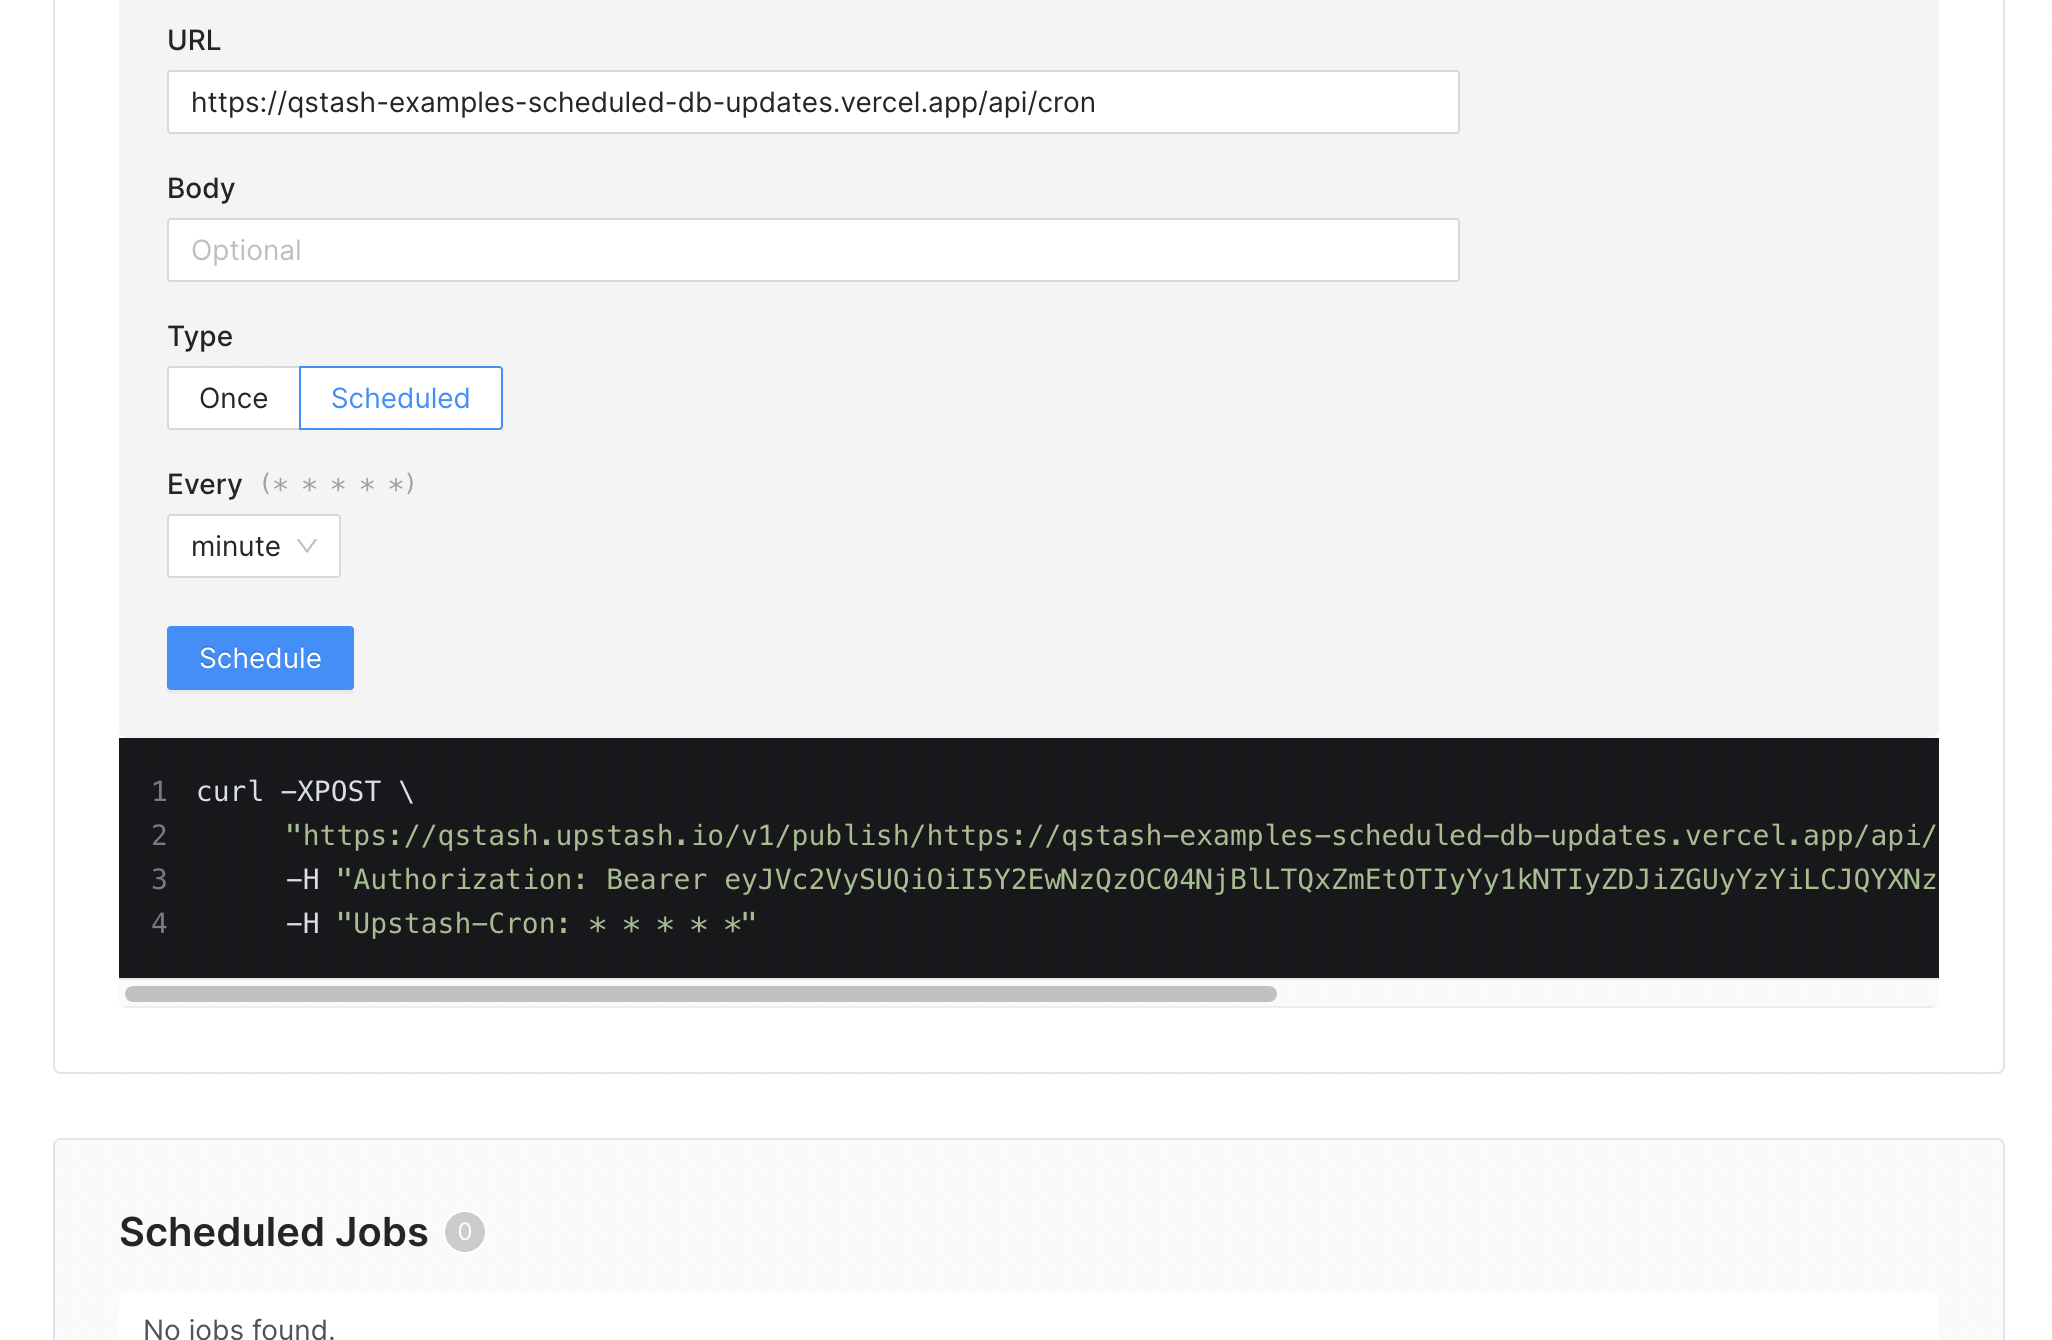 URL
https://qstash-examples-scheduled-db-updates.vercel.app/api/cron
Body
Optional
Type
Once Scheduled
Every (* * * * *)
minute
Schedule
1 curl -XPOST \
2 "https://qstash.upstash.io/v1/publish/https://qstash-examples-scheduled-db-updates.vercel.app/api/
3 -H "Authorization: Bearer eyJVc2VySUQiOiI5Y2EwNzQzOC04NjBlLTQxZmEtOTIyYy1kNTIyZDJiZGUyYzYiLCJQYXNz
4 -H "Upstash-Cron: * * * * *"
Scheduled Jobs 0
No jobs found.